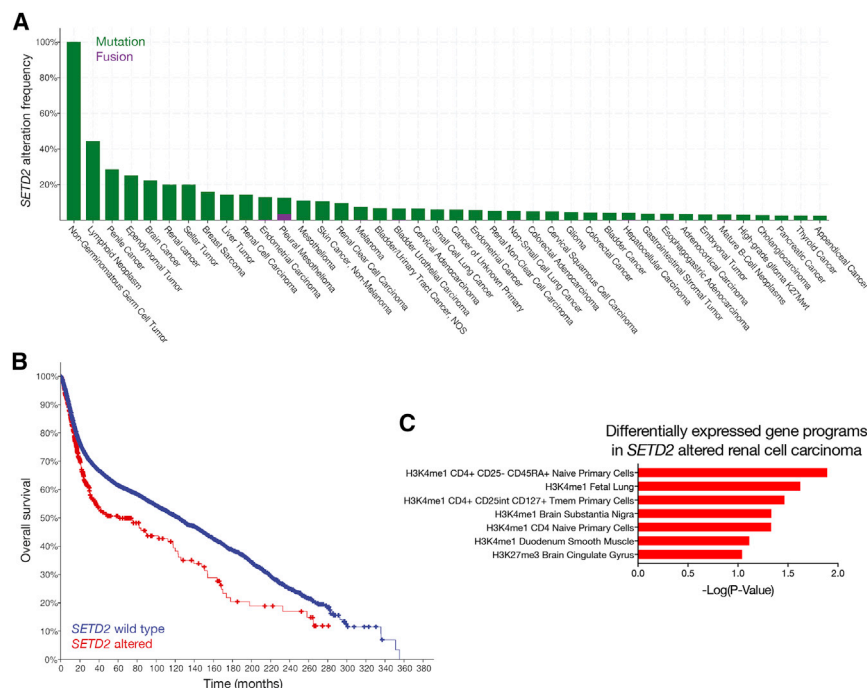 A
Mutation
Fusion
SETD2 alteration frequency
100%
80%
60%
40%
20%
Non-Germinomatous Germ Cell Tumor
Lymphoid Neoplasm
Penile Cancer
Ependymomal Tumor
Brain Cancer
Renal cancer
Sellar Tumor
Breast Sarcoma
Liver Tumor
Renal Cell Carcinoma
Endometrial Carcinoma
Pleural Mesothelioma
Mesothelioma
Skin Cancer, Non-Melanoma
Renal Clear Cell Carcinoma
Melanoma
Bladder/Urinary Tract Cancer, NOS
Bladder Urothelial Carcinoma
Cervical Adenocarcinoma
Small Cell Lung Cancer
Cancer of Unknown Primary
Endometrial Cancer
Renal Non-Clear Cell Carcinoma
Non-Small Cell Lung Cancer
Colorectal Adenocarcinoma
Cervical Squamous Cell Carcinoma
Glioma
Colorectal Cancer
Bladder Cancer
Hepatocellular Carcinoma
Gastrointestinal Stromal Tumor
Esophagogastric Adenocarcinoma
Adrenocortical Carcinoma
Embryonal Tumor
Mature B-Cell Neoplasms
High-grade glioma K27Mwt
Cholangiocarcinoma
Pancreatic Cancer
Thyroid Cancer
Appendiceal Cancer
B
Overall survival
100%
90%
80%
70%
60%
50%
40%
30%
20%
10%
0%
SETD2 wild type
SETD2 altered
0 20 40 60 80 100 120 140 160 180 200 220 240 260 280 300 320 340 360 380
Time (months)
C
Differentially expressed gene programs
in SETD2 altered renal cell carcinoma
H3K4me1 CD4+ CD25- CD45RA+ Naive Primary Cells
H3K4me1 Fetal Lung
H3K4me1 CD4+ CD25int CD127+ Tmem Primary Cells
H3K4me1 Brain Substantia Nigra
H3K4me1 CD4 Naive Primary Cells
H3K4me1 Duodenum Smooth Muscle
H3K27me3 Brain Cingulate Gyrus
0.0 0.5 1.0 1.5 2.0
-Log(P-Value)